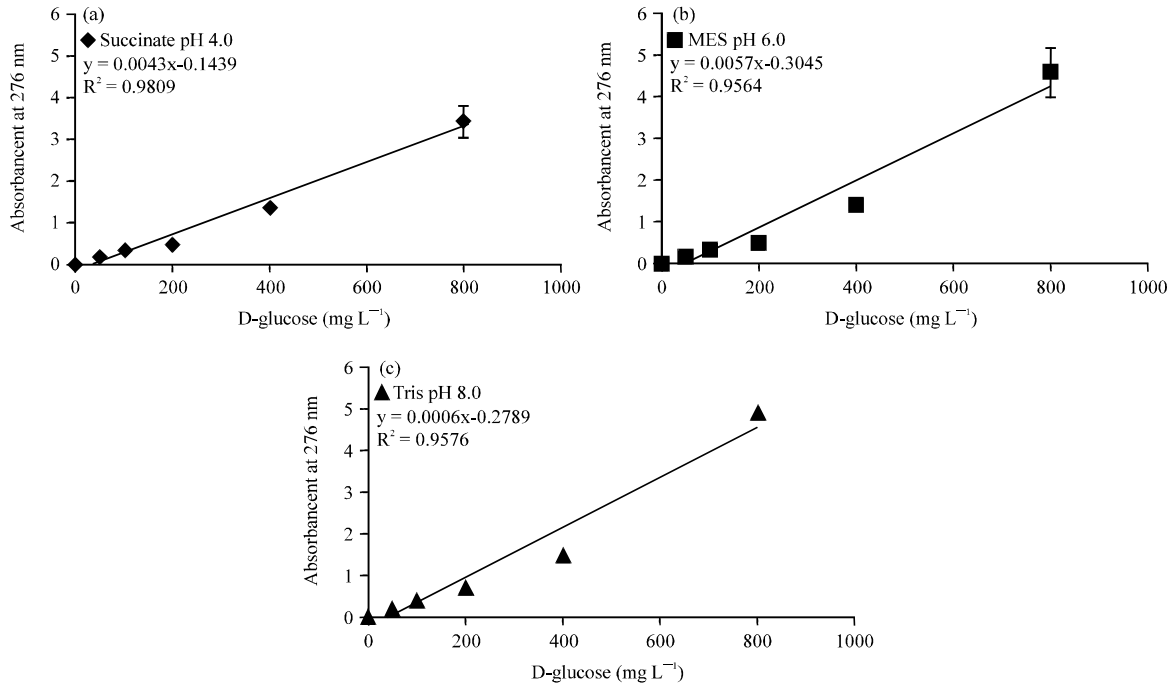 (a)
Succinate pH 4.0
y = 0.0043x-0.1439
R² = 0.9809
Absorbancent at 276 nm
6
5
4
3
2
1
0
0 200 400 600 800 1000
D-glucose (mg L⁻¹)
(b)
MES pH 6.0
y = 0.0057x-0.3045
R² = 0.9564
Absorbancent at 276 nm
6
5
4
3
2
1
0
0 200 400 600 800 1000
D-glucose (mg L⁻¹)
(c)
Tris pH 8.0
y = 0.0006x-0.2789
R² = 0.9576
Absorbancent at 276 nm
6
5
4
3
2
1
0
0 200 400 600 800 1000
D-glucose (mg L⁻¹)